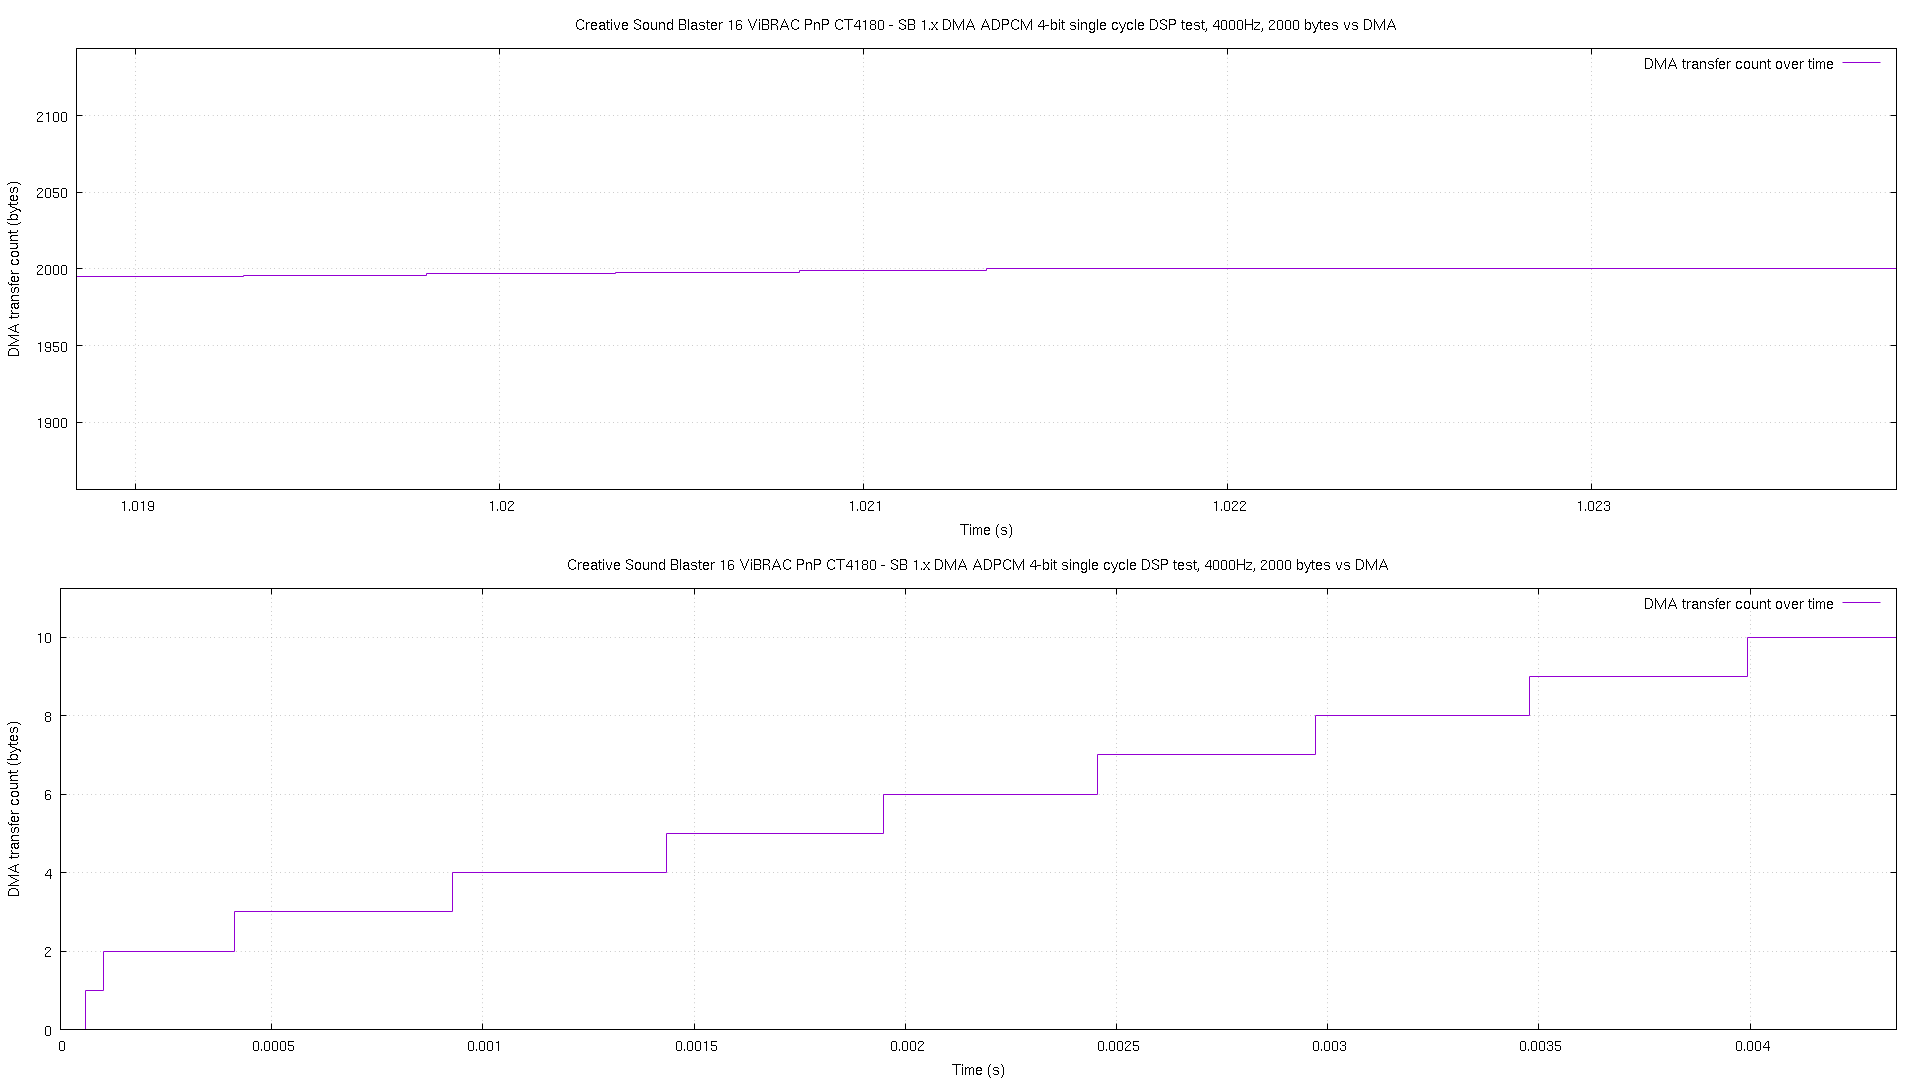 Creative Sound Blaster 16 ViBRAC PnP CT4180 - SB 1.x DMA ADPCM 4-bit single cycle DSP test, 4000Hz, 2000 bytes vs DMA
DMA transfer count over time
DMA transfer count (bytes)
2100
2050
2000
1950
1900
1.019 1.02 1.021 1.022 1.023
Time (s)
Creative Sound Blaster 16 ViBRAC PnP CT4180 - SB 1.x DMA ADPCM 4-bit single cycle DSP test, 4000Hz, 2000 bytes vs DMA
DMA transfer count over time
DMA transfer count (bytes)
10
8
6
4
2
0
0 0.0005 0.001 0.0015 0.002 0.0025 0.003 0.0035 0.004
Time (s)